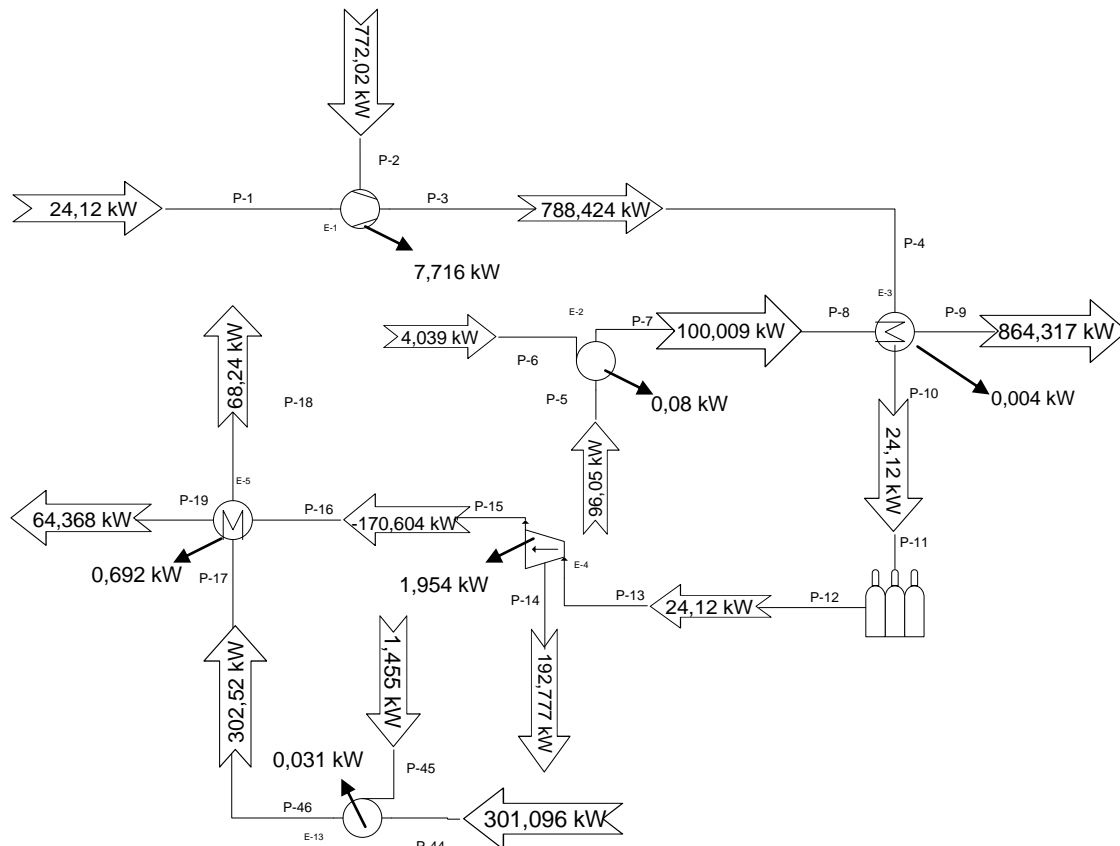 772,02 kW
P-2
24,12 kW
P-1
E-1
P-3
788,424 kW
7,716 kW
P-4
E-3
E-2
P-7
4,039 kW
P-6
100,009 kW
P-8
P-9
864,317 kW
P-5
0,08 kW
P-10
0,004 kW
68,24 kW
P-18
96,05 kW
24,12 kW
E-5
P-19
64,368 kW
P-16
-170,604 kW
P-15
P-11
0,692 kW
P-17
1,954 kW
E-4
P-14
P-13
24,12 kW
P-12
302,52 kW
1,455 kW
192,777 kW
0,031 kW
P-45
P-46
E-13
301,096 kW
P-44